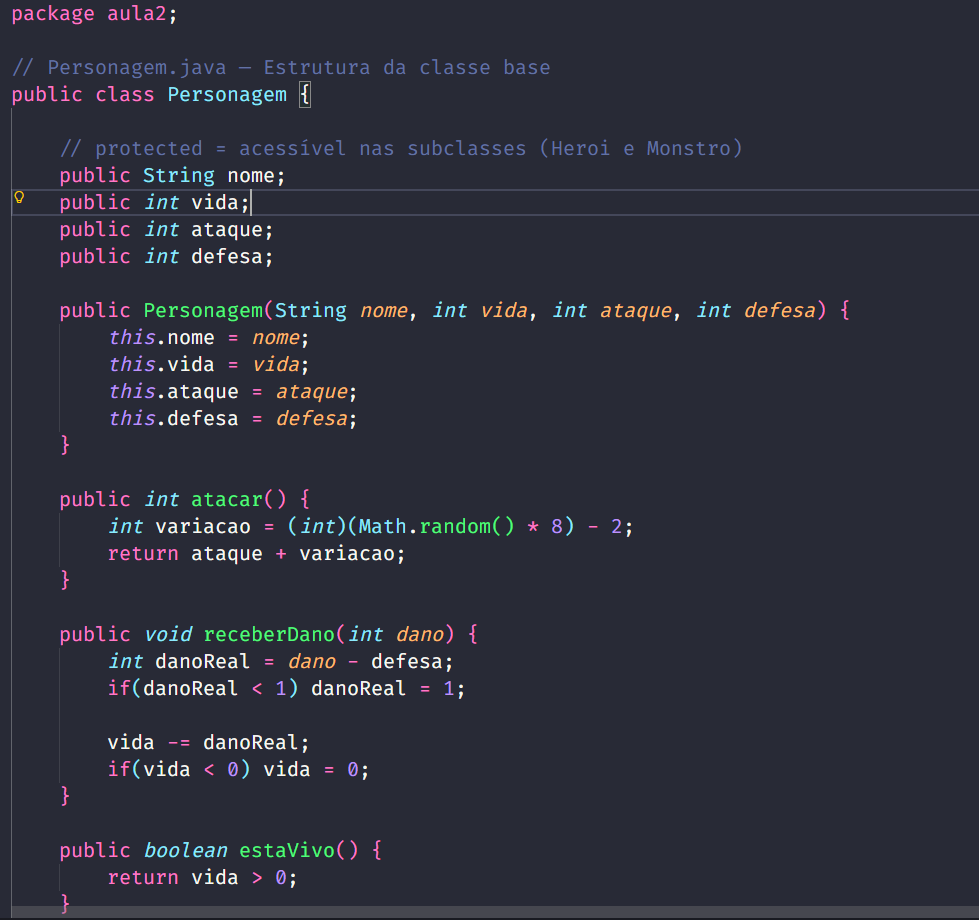 package aula2;
// Personagem.java — Estrutura da classe base
public class Personagem {
// protected = acessível nas subclasses (Heroi e Monstro)
public String nome;
public int vida;
public int ataque;
public int defesa;
public Personagem(String nome, int vida, int ataque, int defesa) {
this.nome = nome;
this.vida = vida;
this.ataque = ataque;
this.defesa = defesa;
}
public int atacar() {
int variacao = (int)(Math.random() * 8) - 2;
return ataque + variacao;
}
public void receberDano(int dano) {
int danoReal = dano - defesa;
if(danoReal < 1) danoReal = 1;
vida -= danoReal;
if(vida < 0) vida = 0;
}
public boolean estaVivo() {
return vida > 0;
}